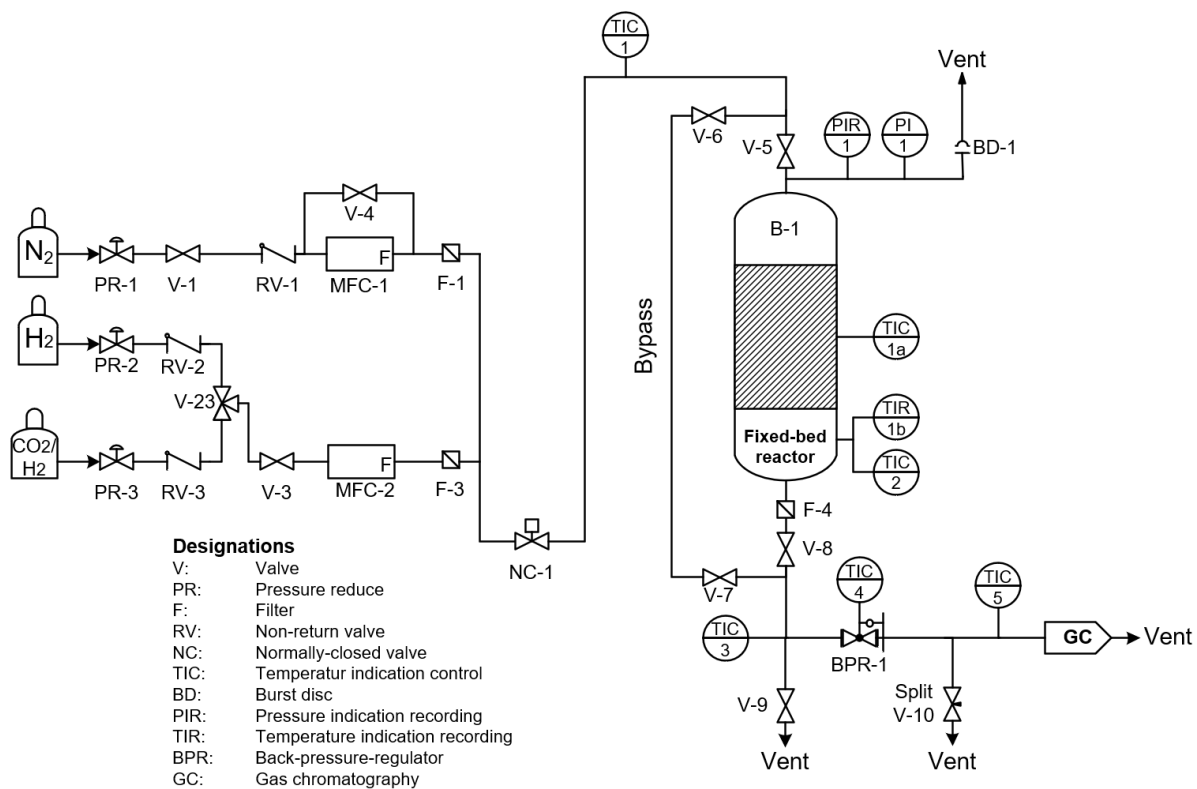 TIC
1
Vent
V-6
V-5
PIR
1
PI
1
BD-1
V-4
B-1
N2
F
PR-1
V-1
RV-1
MFC-1
F-1
H2
PR-2
RV-2
Bypass
TIC
1a
V-23
CO2/
H2
F
PR-3
RV-3
V-3
MFC-2
F-3
Fixed-bed
reactor
TIR
1b
TIC
2
F-4
V-8
NC-1
V-7
TIC
4
TIC
5
TIC
3
BPR-1
GC
Vent
V-9
Split
V-10
Vent
Vent
Designations
V: Valve
PR: Pressure reduce
F: Filter
RV: Non-return valve
NC: Normally-closed valve
TIC: Temperatur indication control
BD: Burst disc
PIR: Pressure indication recording
TIR: Temperature indication recording
BPR: Back-pressure-regulator
GC: Gas chromatography